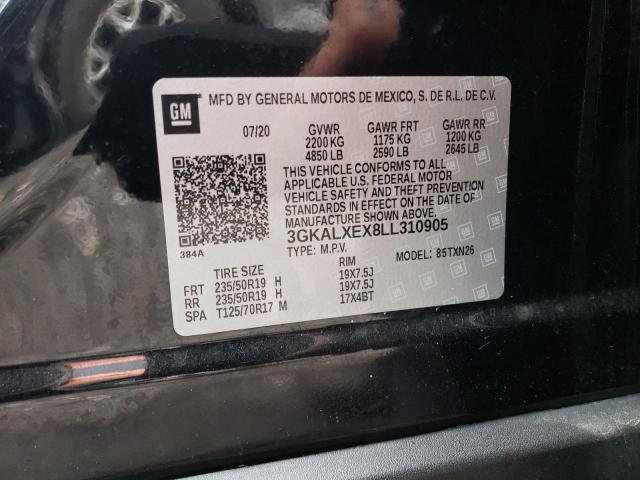 GM
MFD BY GENERAL MOTORS DE MEXICO, S. DE R.L. DE C.V.
07/20 GVWR GAWR FRT GAWR RR
2200 KG 1175 KG 1200 KG
4850 LB 2590 LB 2645 LB
THIS VEHICLE CONFORMS TO ALL
APPLICABLE U.S. FEDERAL MOTOR
VEHICLE SAFETY AND THEFT PREVENTION
STANDARDS IN EFFECT ON THE DATE OF
MANUFACTURE SHOWN ABOVE.
3GKALXEX8LL310905
384A
TYPE: M.P.V. MODEL: 85TXN26
TIRE SIZE RIM
FRT 235/50R19 H 19X7.5J
RR 235/50R19 H 19X7.5J
SPA T125/70R17 M 17X4BT